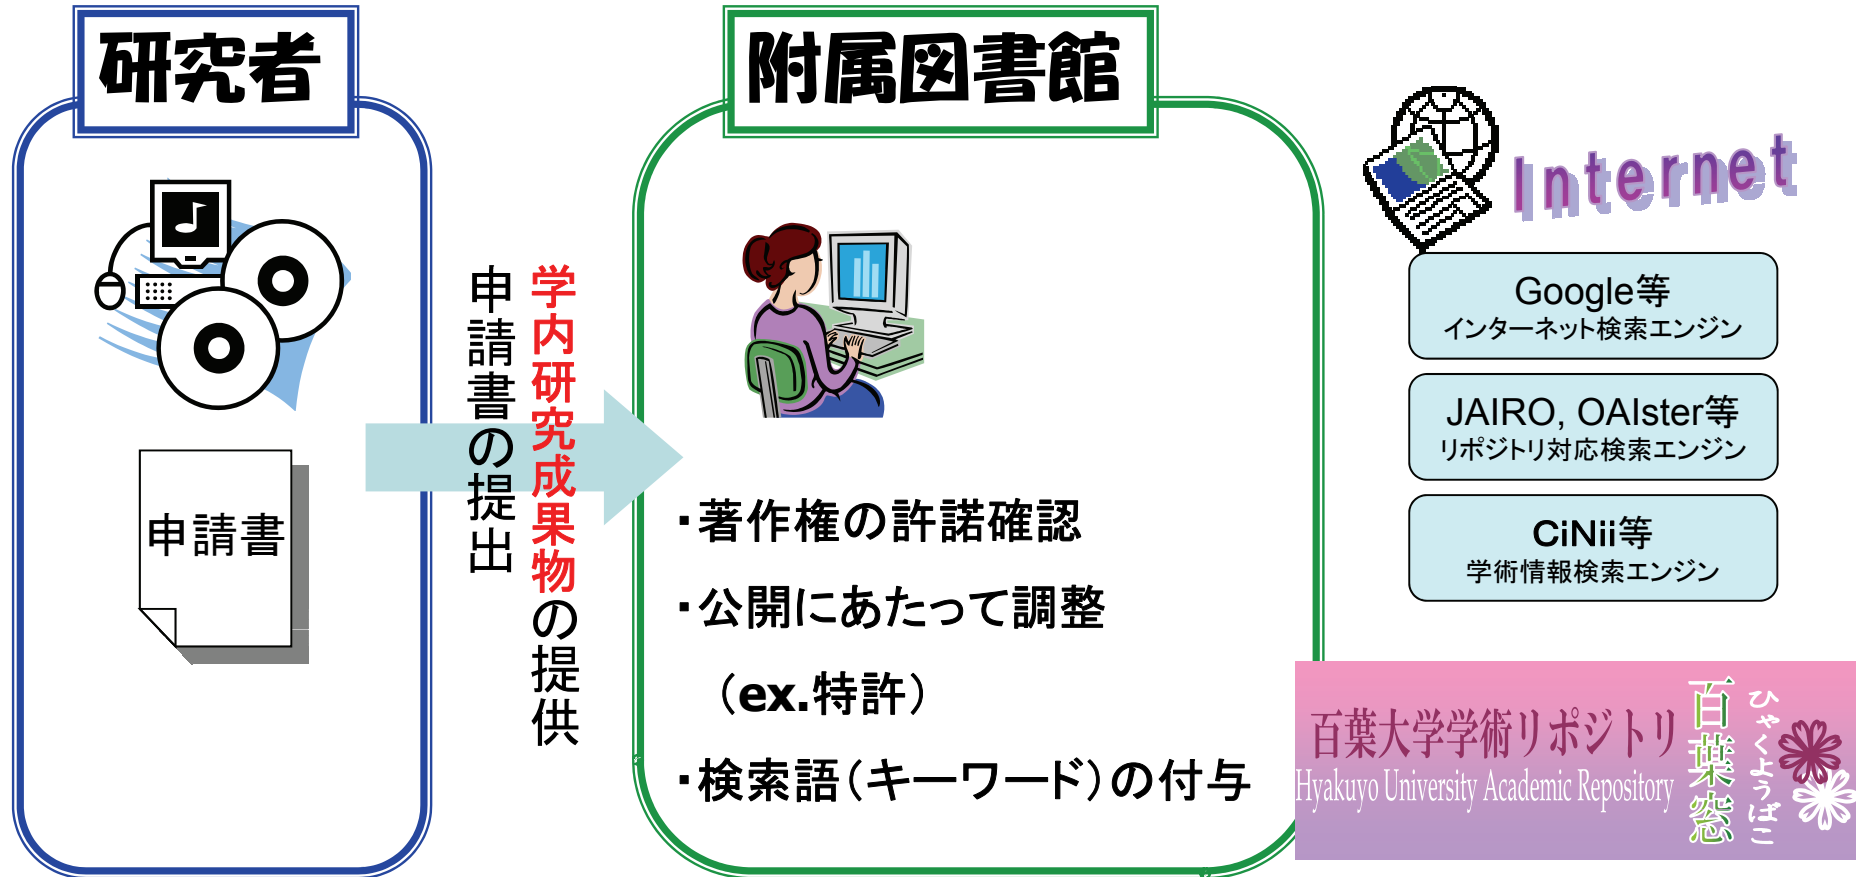 研究者
申請書
学内研究成果物の提供
申請書の提出
附属図書館
・著作権の許諾確認
・公開にあたって調整
（ex.特許）
・検索語（キーワード）の付与
Internet
Google等
インターネット検索エンジン
JAIRO, OAIster等
リポジトリ対応検索エンジン
CiNii等
学術情報検索エンジン
百葉大学学術リポジトリ
Hyakuyo University Academic Repository
百葉窓
ひゃくようばこ